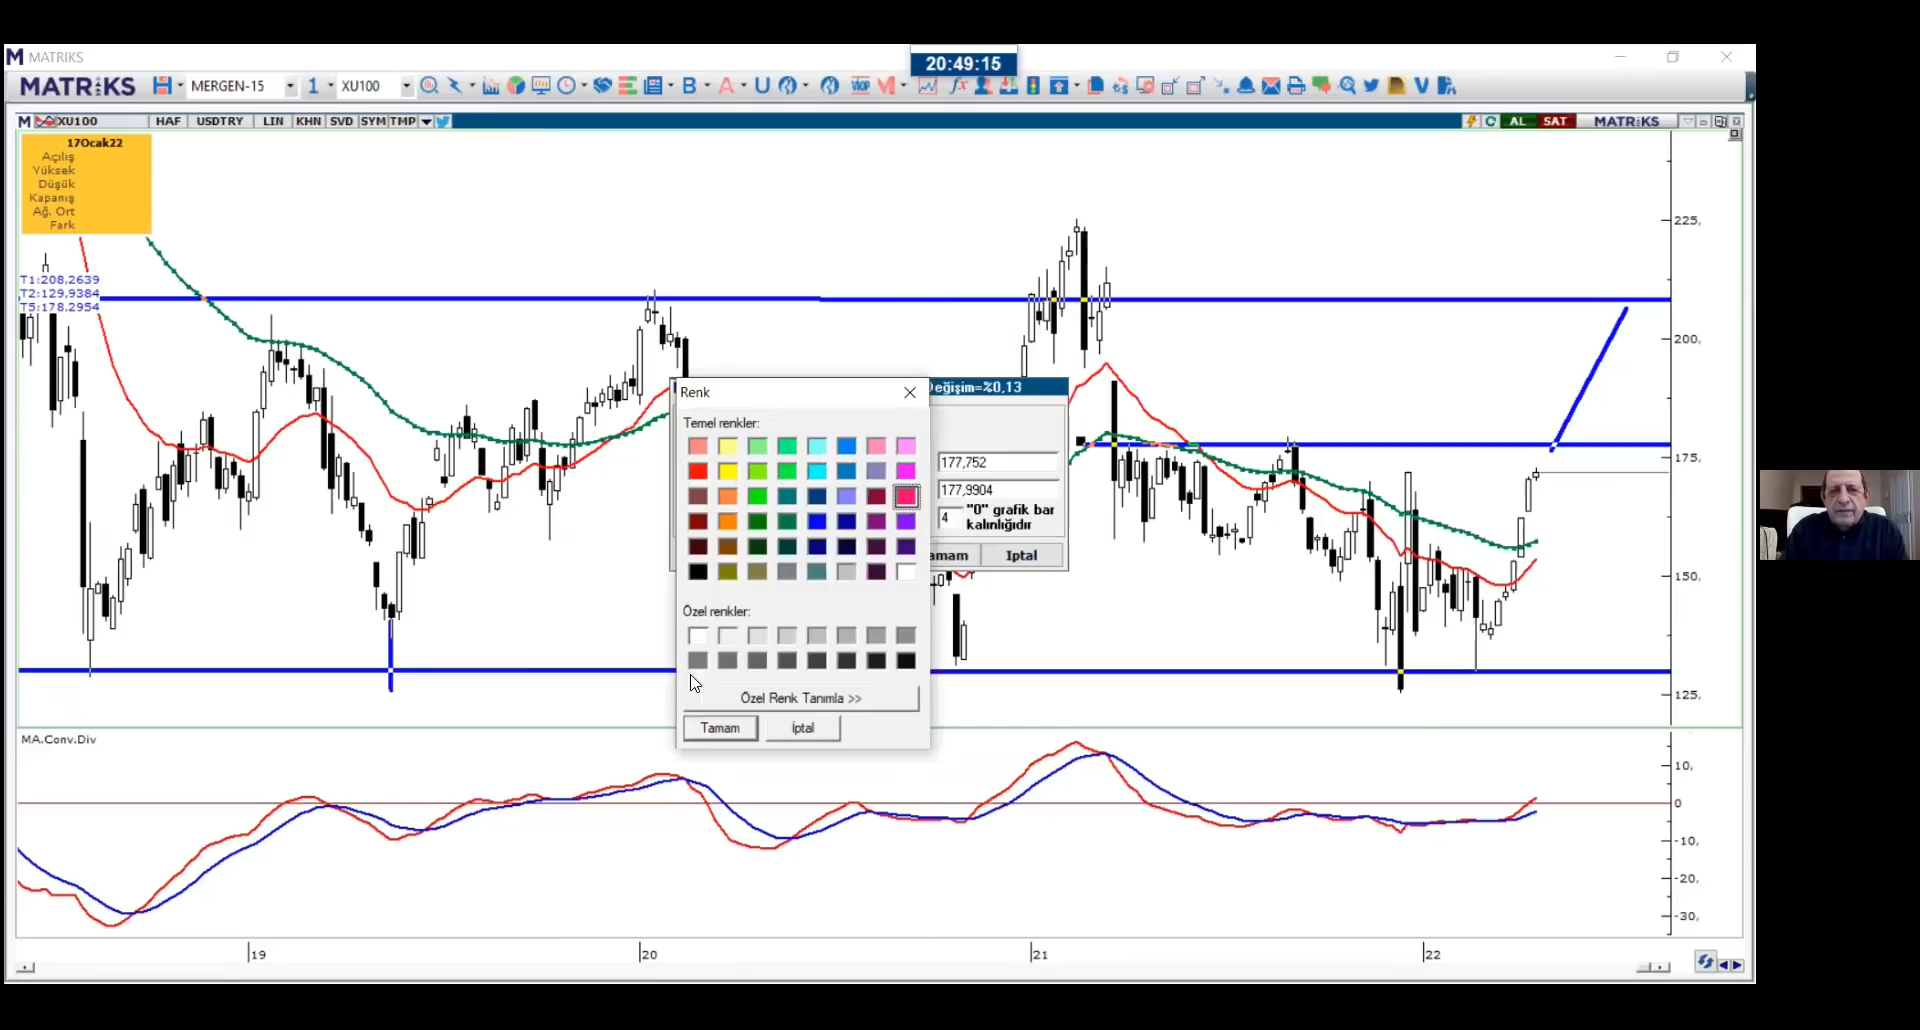 MATRIKS
20:49:15
MATRIKS MERGEN-15 1 XU100 B A U VIOP M fx V
M XU100 HAF USDTRY LIN KHN SVD SYM TMP AL SAT MATRIKS
17Ocak22
Açılış
Yüksek
Düşük
Kapanış
Ağ. Ort
Fark
T1:208,2639
T2:129,9384
T5:178,2954
225,
200,
175,
150,
125,
Renk
Değişim=%0,13
Temel renkler:
177,752
177,9904
4 "0" grafik bar
kalınlığıdır
amam Iptal
Özel renkler:
Özel Renk Tanımla >>
Tamam İptal
MA.Conv.Div
10,
0
-10,
-20,
-30,
19 20 21 22